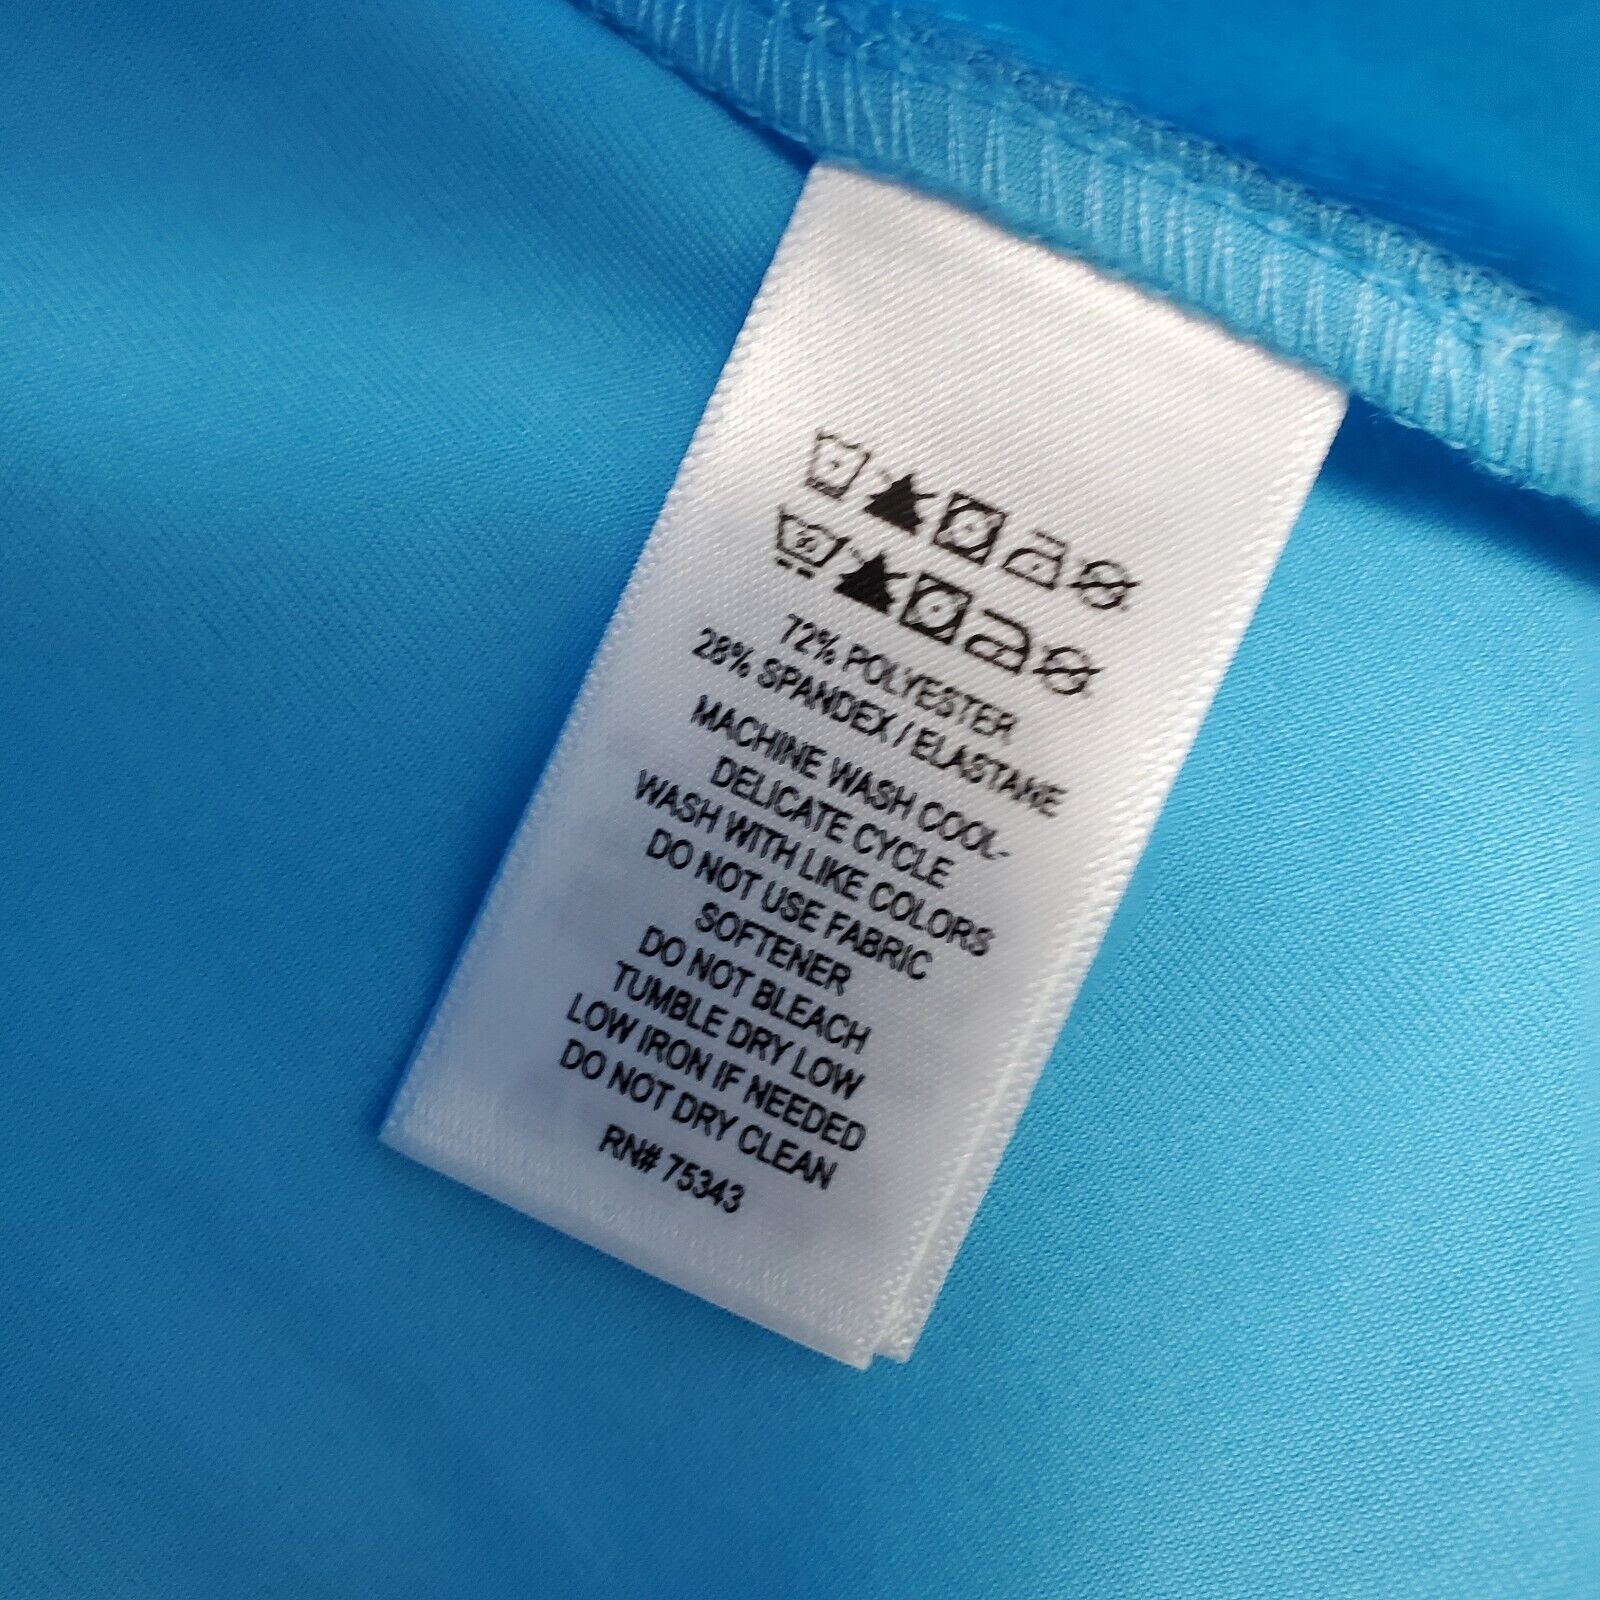 72% POLYESTER
28% SPANDEX / ELASTANE
MACHINE WASH COOL-
DELICATE CYCLE
WASH WITH LIKE COLORS
DO NOT USE FABRIC
SOFTENER
DO NOT BLEACH
TUMBLE DRY LOW
LOW IRON IF NEEDED
DO NOT DRY CLEAN
RN# 75343